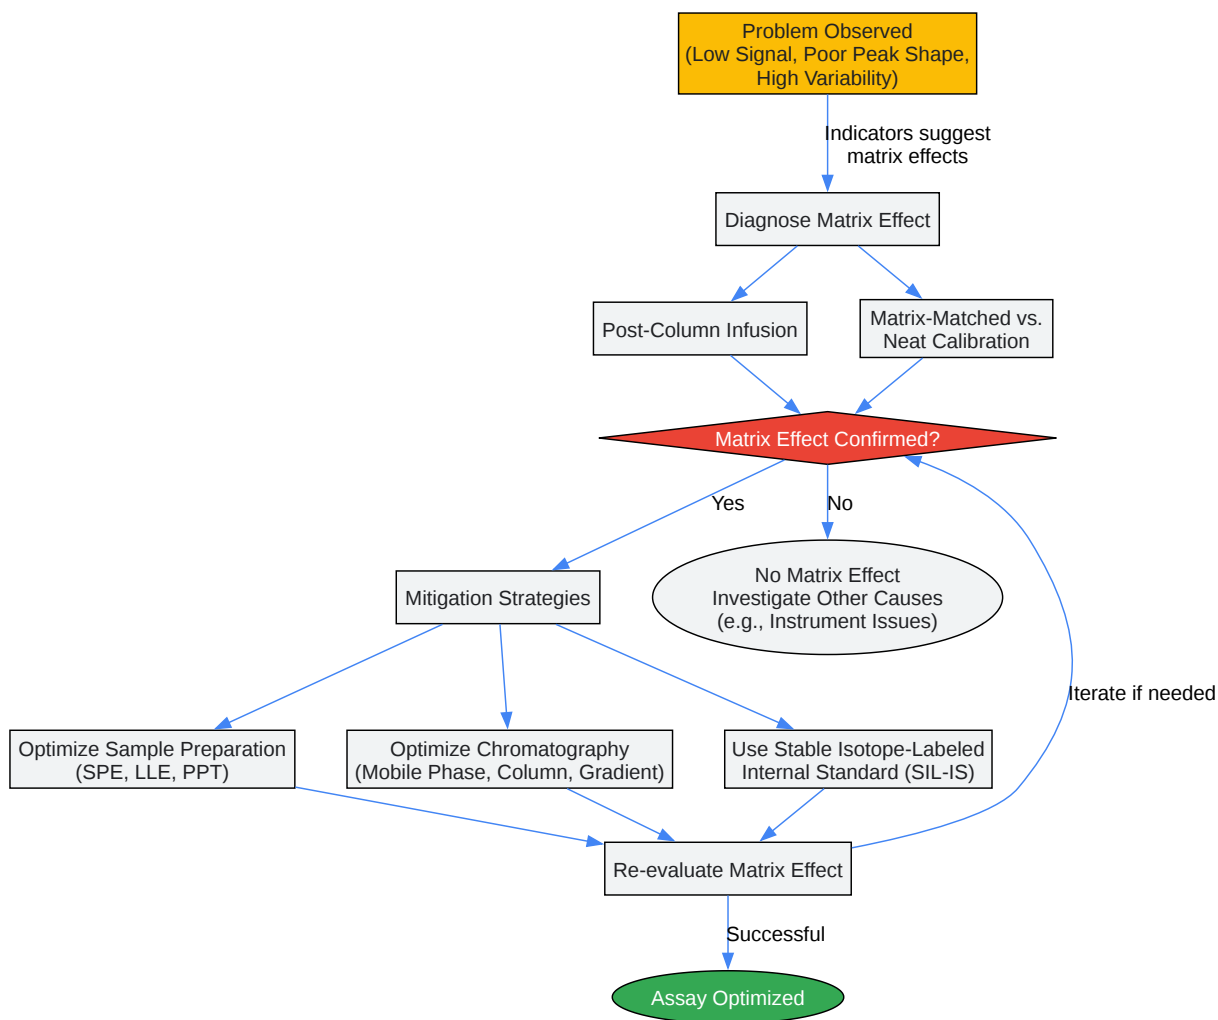 Problem Observed
(Low Signal, Poor Peak Shape,
High Variability)
Indicators suggest
matrix effects
Diagnose Matrix Effect
Post-Column Infusion
Matrix-Matched vs.
Neat Calibration
Matrix Effect Confirmed?
Yes
No
Mitigation Strategies
No Matrix Effect
Investigate Other Causes
(e.g., Instrument Issues)
Iterate if needed
Optimize Sample Preparation
(SPE, LLE, PPT)
Optimize Chromatography
(Mobile Phase, Column, Gradient)
Use Stable Isotope-Labeled
Internal Standard (SIL-IS)
Re-evaluate Matrix Effect
Successful
Assay Optimized